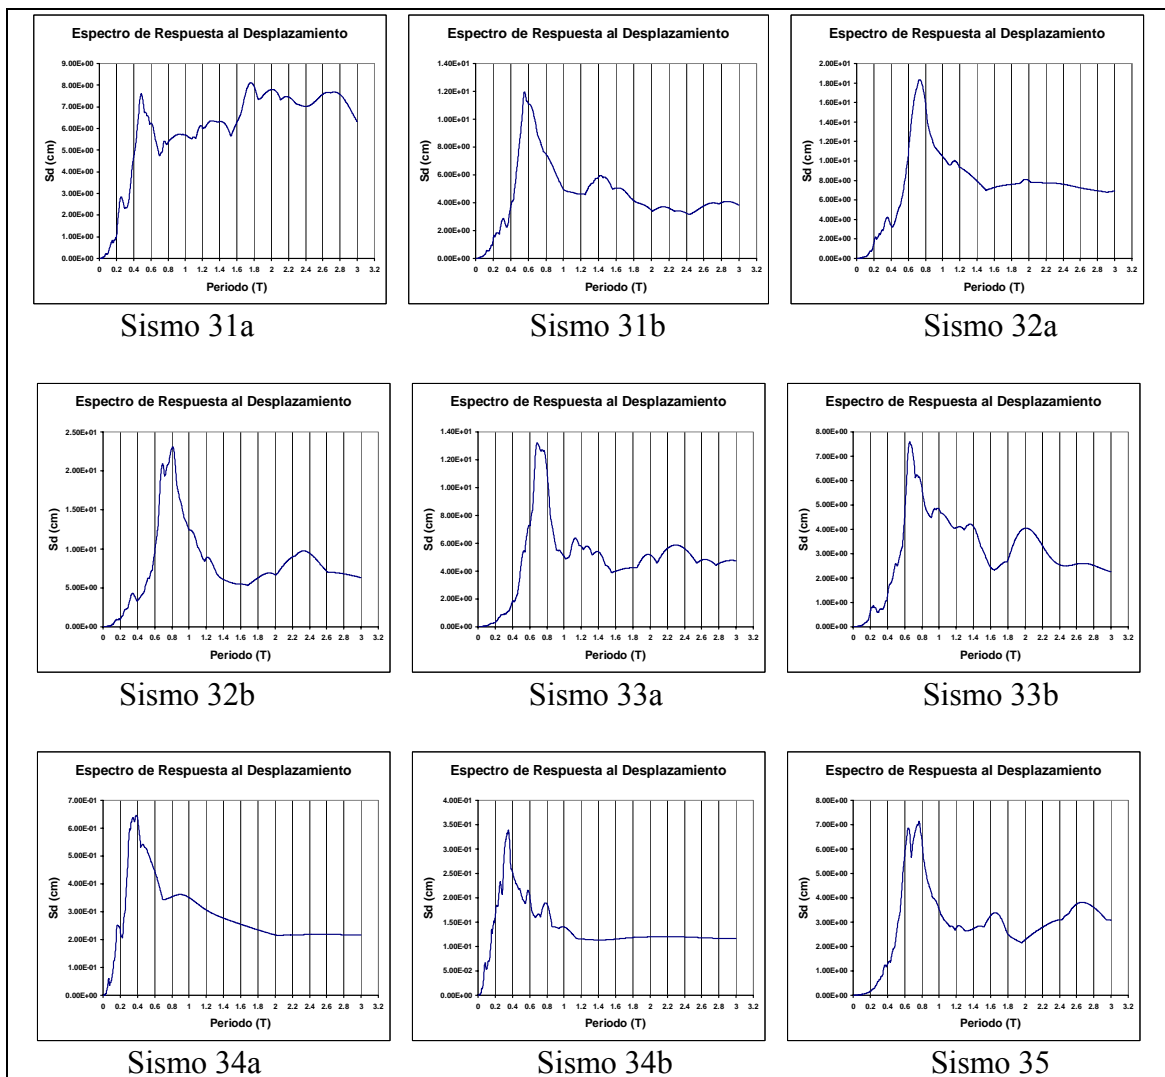 Espectro de Respuesta al Desplazamiento
9.00E+00
8.00E+00
7.00E+00
6.00E+00
5.00E+00
4.00E+00
3.00E+00
2.00E+00
1.00E+00
0.00E+00
Sd (cm)
0 0.2 0.4 0.6 0.8 1 1.2 1.4 1.6 1.8 2 2.2 2.4 2.6 2.8 3 3.2
Periodo (T)
Sismo 31a
Espectro de Respuesta al Desplazamiento
1.40E+01
1.20E+01
1.00E+01
8.00E+00
6.00E+00
4.00E+00
2.00E+00
0.00E+00
Sd (cm)
0 0.2 0.4 0.6 0.8 1 1.2 1.4 1.6 1.8 2 2.2 2.4 2.6 2.8 3 3.2
Periodo (T)
Sismo 31b
Espectro de Respuesta al Desplazamiento
2.00E+01
1.80E+01
1.60E+01
1.40E+01
1.20E+01
1.00E+01
8.00E+00
6.00E+00
4.00E+00
2.00E+00
0.00E+00
Sd (cm)
0 0.2 0.4 0.6 0.8 1 1.2 1.4 1.6 1.8 2 2.2 2.4 2.6 2.8 3 3.2
Periodo (T)
Sismo 32a
Espectro de Respuesta al Desplazamiento
2.50E+01
2.00E+01
1.50E+01
1.00E+01
5.00E+00
0.00E+00
Sd (cm)
0 0.2 0.4 0.6 0.8 1 1.2 1.4 1.6 1.8 2 2.2 2.4 2.6 2.8 3 3.2
Periodo (T)
Sismo 32b
Espectro de Respuesta al Desplazamiento
1.40E+01
1.20E+01
1.00E+01
8.00E+00
6.00E+00
4.00E+00
2.00E+00
0.00E+00
Sd (cm)
0 0.2 0.4 0.6 0.8 1 1.2 1.4 1.6 1.8 2 2.2 2.4 2.6 2.8 3 3.2
Periodo (T)
Sismo 33a
Espectro de Respuesta al Desplazamiento
8.00E+00
7.00E+00
6.00E+00
5.00E+00
4.00E+00
3.00E+00
2.00E+00
1.00E+00
0.00E+00
Sd (cm)
0 0.2 0.4 0.6 0.8 1 1.2 1.4 1.6 1.8 2 2.2 2.4 2.6 2.8 3 3.2
Periodo (T)
Sismo 33b
Espectro de Respuesta al Desplazamiento
7.00E-01
6.00E-01
5.00E-01
4.00E-01
3.00E-01
2.00E-01
1.00E-01
0.00E+00
Sd (cm)
0 0.2 0.4 0.6 0.8 1 1.2 1.4 1.6 1.8 2 2.2 2.4 2.6 2.8 3 3.2
Periodo (T)
Sismo 34a
Espectro de Respuesta al Desplazamiento
4.00E-01
3.50E-01
3.00E-01
2.50E-01
2.00E-01
1.50E-01
1.00E-01
5.00E-02
0.00E+00
Sd (cm)
0 0.2 0.4 0.6 0.8 1 1.2 1.4 1.6 1.8 2 2.2 2.4 2.6 2.8 3 3.2
Periodo (T)
Sismo 34b
Espectro de Respuesta al Desplazamiento
8.00E+00
7.00E+00
6.00E+00
5.00E+00
4.00E+00
3.00E+00
2.00E+00
1.00E+00
0.00E+00
Sd (cm)
0 0.2 0.4 0.6 0.8 1 1.2 1.4 1.6 1.8 2 2.2 2.4 2.6 2.8 3 3.2
Periodo (T)
Sismo 35